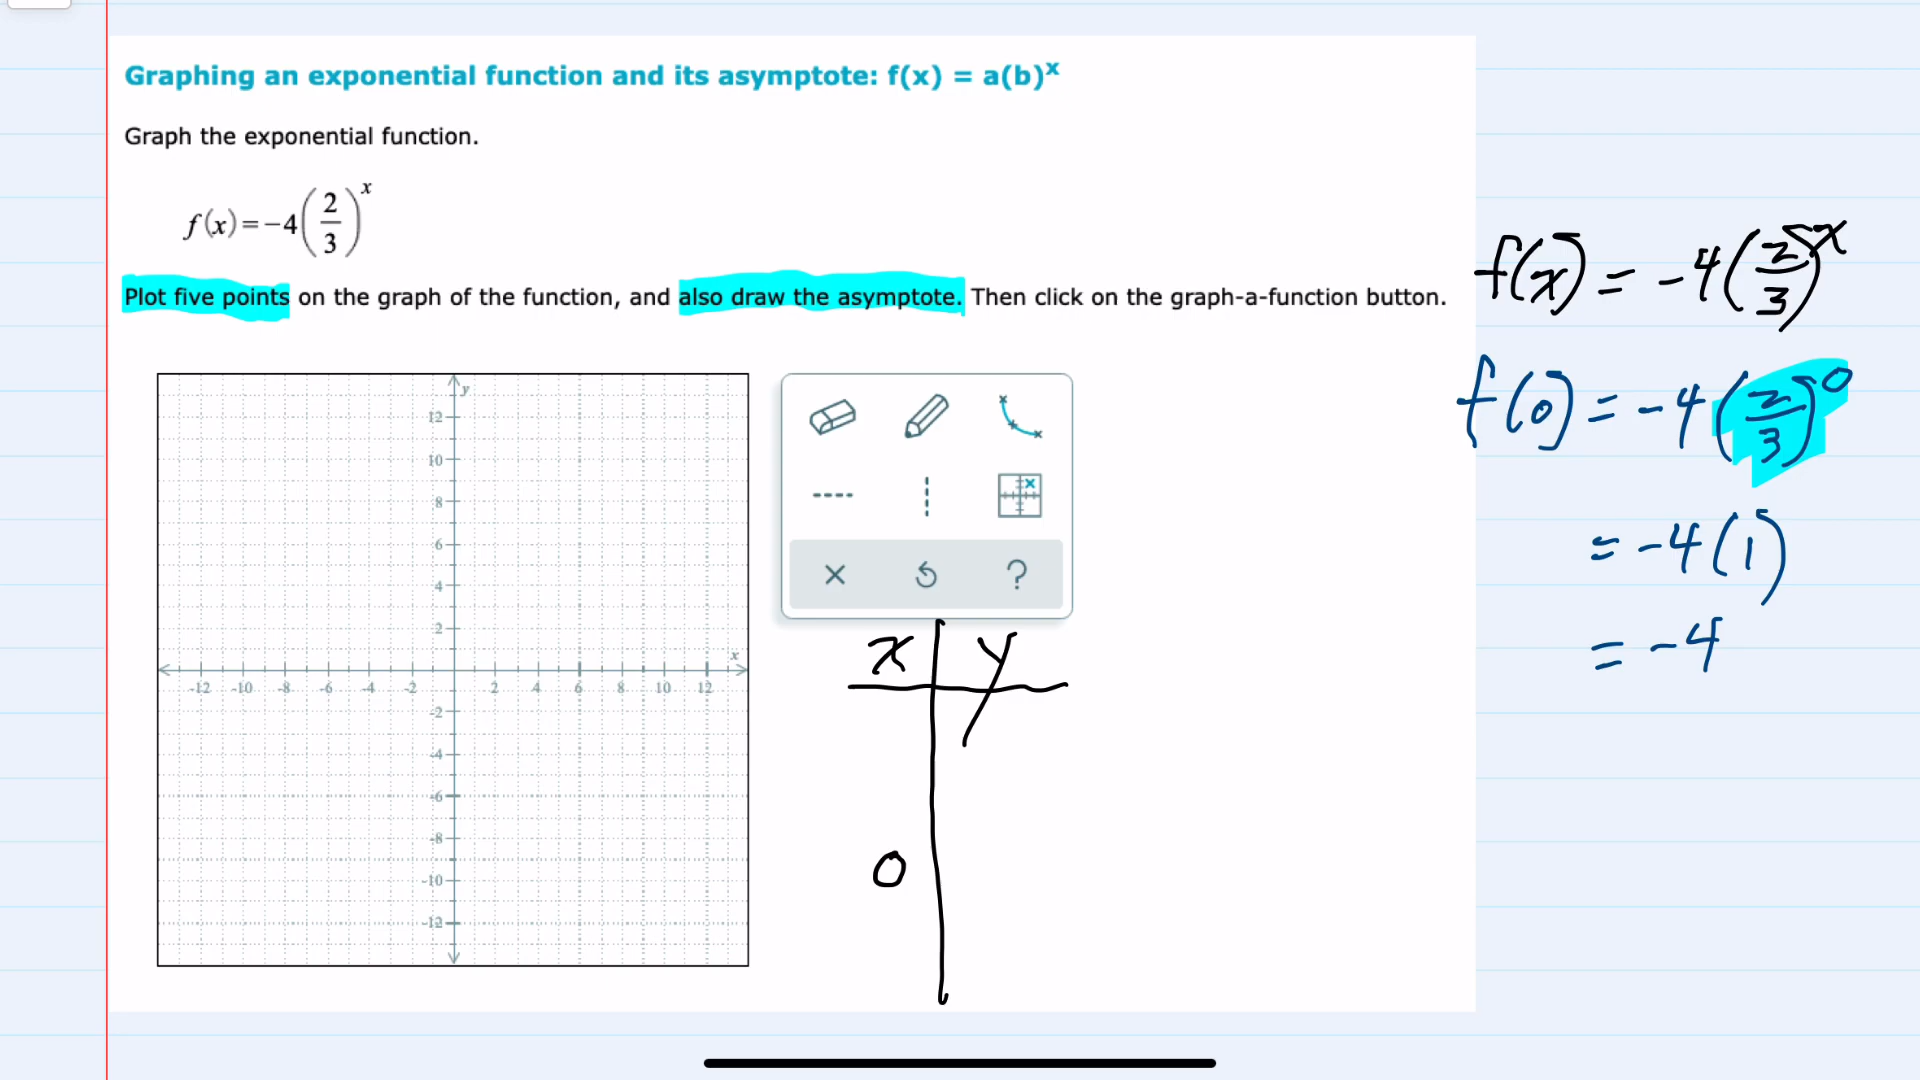 Graphing an exponential function and its asymptote: f(x) = a(b)ˣ
Graph the exponential function.
f(x)=−4(2/3)ˣ
Plot five points on the graph of the function, and also draw the asymptote. Then click on the graph-a-function button.
f(x) = -4(2/3)ˣ
f(0) = -4(2/3)⁰
= -4(1)
= -4
y
12
10
8
6
4
2
x
-12 -10 -8 -6 -4 -2 2 4 6 8 10 12
-2
-4
-6
-8
-10
-12
x
?
x y
0